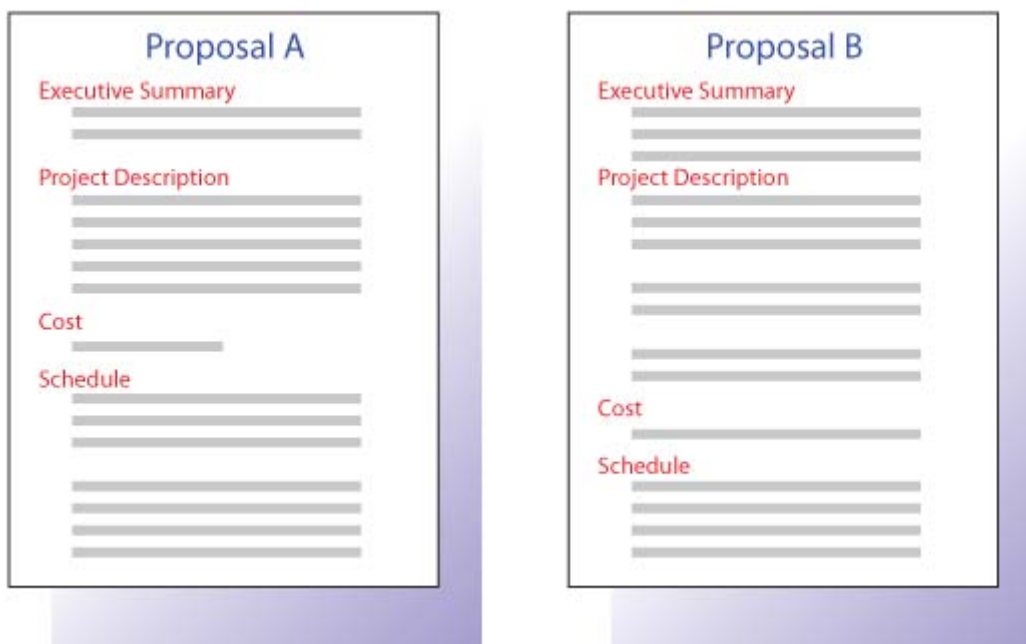 Proposal A
Executive Summary
Project Description
Cost
Schedule
Proposal B
Executive Summary
Project Description
Cost
Schedule